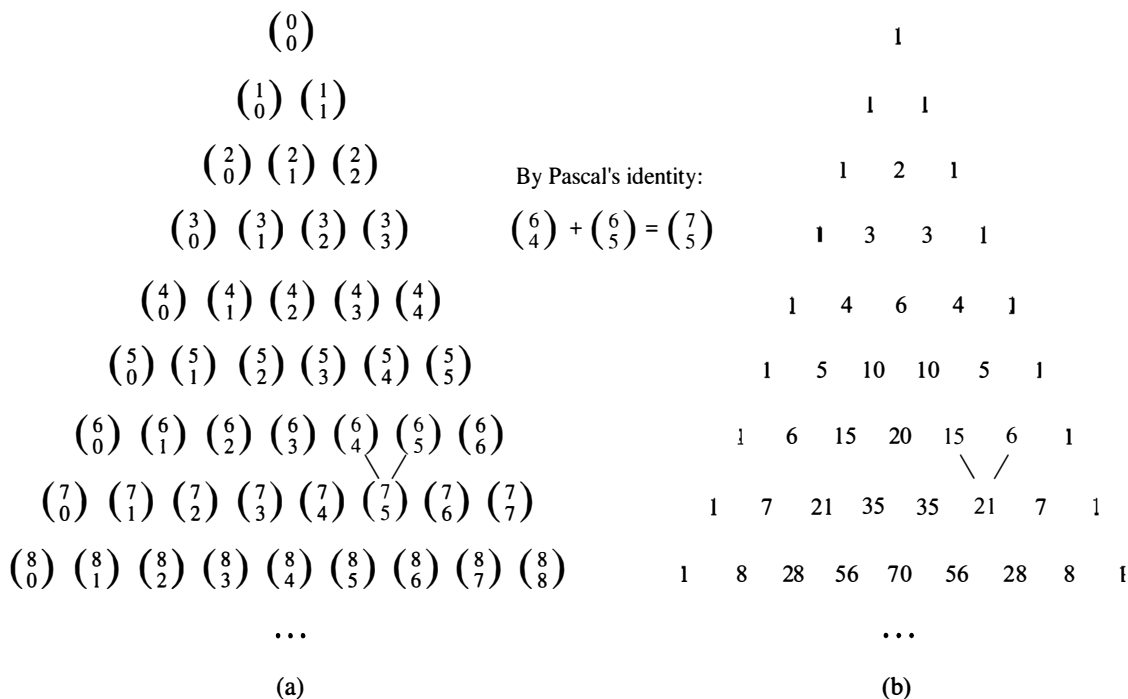 (0 0)
(1 0) (1 1)
(2 0) (2 1) (2 2)
(3 0) (3 1) (3 2) (3 3)
(4 0) (4 1) (4 2) (4 3) (4 4)
(5 0) (5 1) (5 2) (5 3) (5 4) (5 5)
(6 0) (6 1) (6 2) (6 3) (6 4) (6 5) (6 6)
(7 0) (7 1) (7 2) (7 3) (7 4) (7 5) (7 6) (7 7)
(8 0) (8 1) (8 2) (8 3) (8 4) (8 5) (8 6) (8 7) (8 8)
...
(a)
By Pascal's identity:
(6 4) + (6 5) = (7 5)
1
1 1
1 2 1
1 3 3 1
1 4 6 4 1
1 5 10 10 5 1
1 6 15 20 15 6 1
1 7 21 35 35 21 7 1
1 8 28 56 70 56 28 8 1
...
(b)